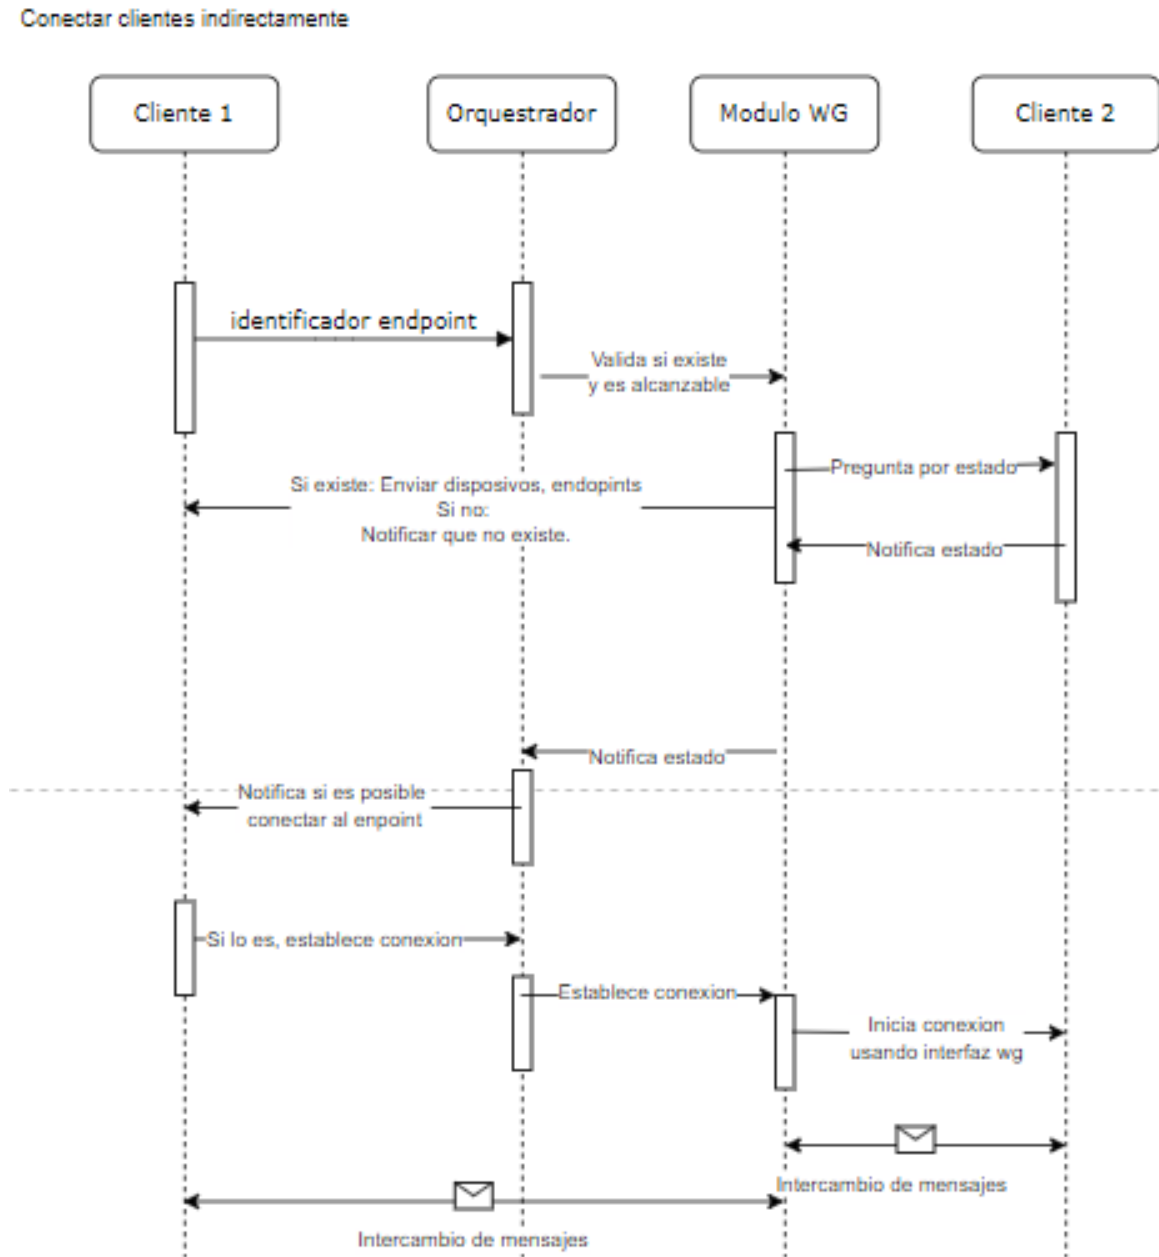 Conectar clientes indirectamente
Cliente 1
Orquestrador
Modulo WG
Cliente 2
identificador endpoint
Valida si existe
y es alcanzable
Pregunta por estado
Si existe: Enviar disposivos, endopints
Si no:
Notificar que no existe.
Notifica estado
Notifica estado
Notifica si es posible
conectar al enpoint
Si lo es, establece conexion
Establece conexion
Inicia conexion
usando interfaz wg
Intercambio de mensajes
Intercambio de mensajes